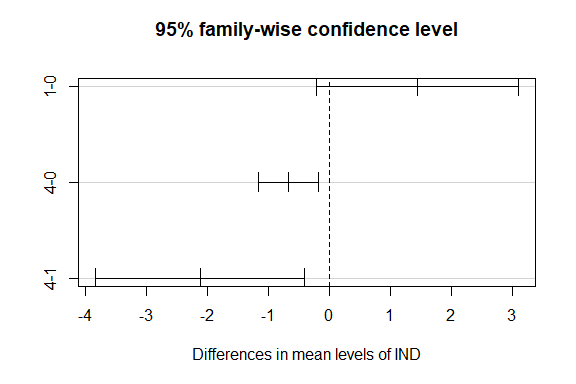 95% family-wise confidence level
1-0
4-0
4-1
-4 -3 -2 -1 0 1 2 3
Differences in mean levels of IND